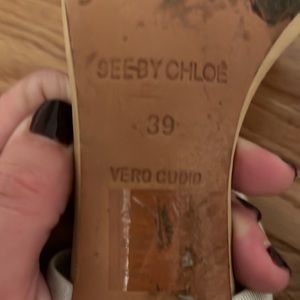 SEE BY CHLOÉ
39
VERO CUOIO